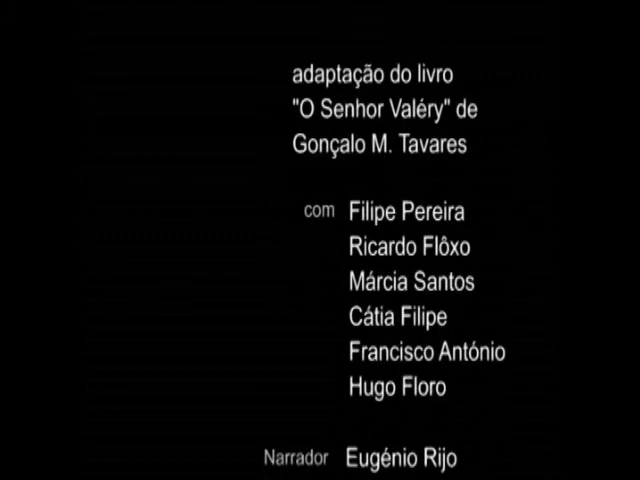 adaptação do livro
"O Senhor Valéry" de
Gonçalo M. Tavares
com Filipe Pereira
Ricardo Flôxo
Márcia Santos
Cátia Filipe
Francisco António
Hugo Floro
Narrador Eugénio Rijo